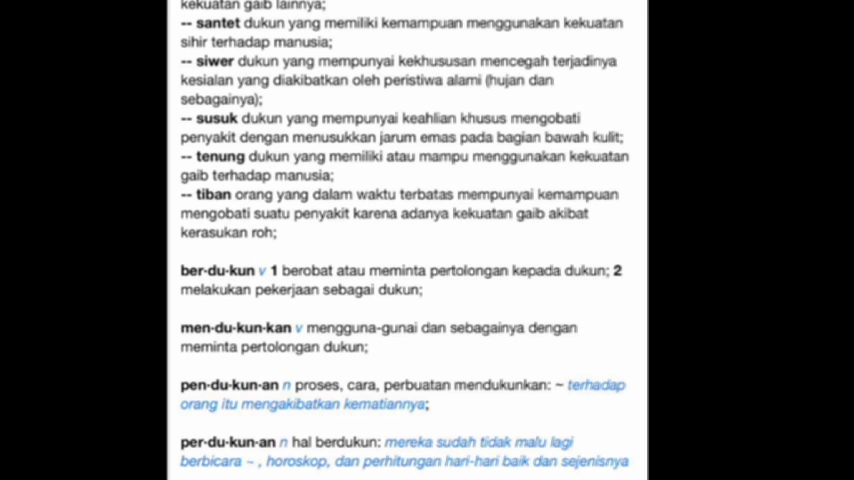 kekuatan gaib lainnya;
-- santet dukun yang memiliki kemampuan menggunakan kekuatan
sihir terhadap manusia;
-- siwer dukun yang mempunyai kekhususan mencegah terjadinya
kesialan yang diakibatkan oleh peristiwa alami (hujan dan
sebagainya);
-- susuk dukun yang mempunyai keahlian khusus mengobati
penyakit dengan menusukkan jarum emas pada bagian bawah kulit;
-- tenung dukun yang memiliki atau mampu menggunakan kekuatan
gaib terhadap manusia;
-- tiban orang yang dalam waktu terbatas mempunyai kemampuan
mengobati suatu penyakit karena adanya kekuatan gaib akibat
kerasukan roh;
ber·du·kun v 1 berobat atau meminta pertolongan kepada dukun; 2
melakukan pekerjaan sebagai dukun;
men·du·kun·kan v mengguna-gunai dan sebagainya dengan
meminta pertolongan dukun;
pen·du·kun·an n proses, cara, perbuatan mendukunkan: ~ terhadap
orang itu mengakibatkan kematiannya;
per·du·kun·an n hal berdukun: mereka sudah tidak malu lagi
berbicara ~ , horoskop, dan perhitungan hari-hari baik dan sejenisnya